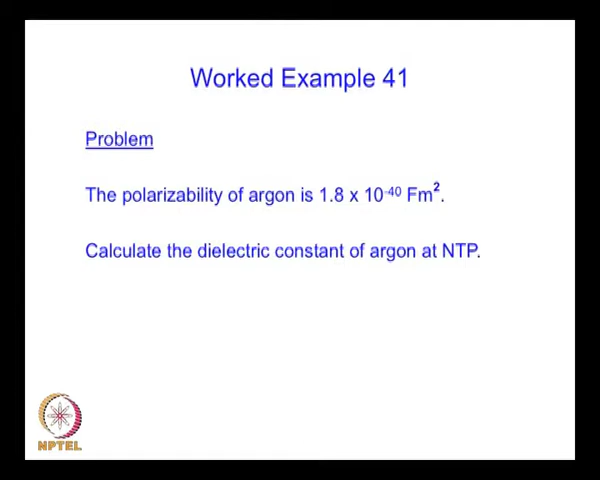 Worked Example 41
Problem
The polarizability of argon is 1.8 x 10⁻⁴⁰ Fm².
Calculate the dielectric constant of argon at NTP.
NPTEL